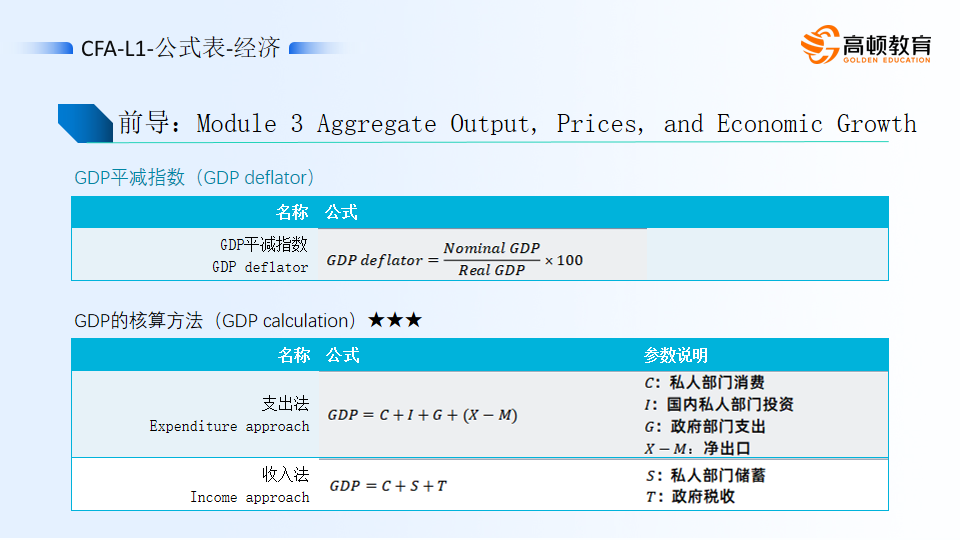 CFA-L1-公式表-经济
高顿教育
GOLDEN EDUCATION
前导：Module 3 Aggregate Output, Prices, and Economic Growth
GDP平减指数（GDP deflator）
名称 公式
GDP平减指数
GDP deflator
GDP deflator = Nominal GDP / Real GDP × 100
GDP的核算方法（GDP calculation）★★★
名称 公式 参数说明
支出法
Expenditure approach
GDP = C + I + G + (X − M)
C：私人部门消费
I：国内私人部门投资
G：政府部门支出
X − M：净出口
收入法
Income approach
GDP = C + S + T
S：私人部门储蓄
T：政府税收